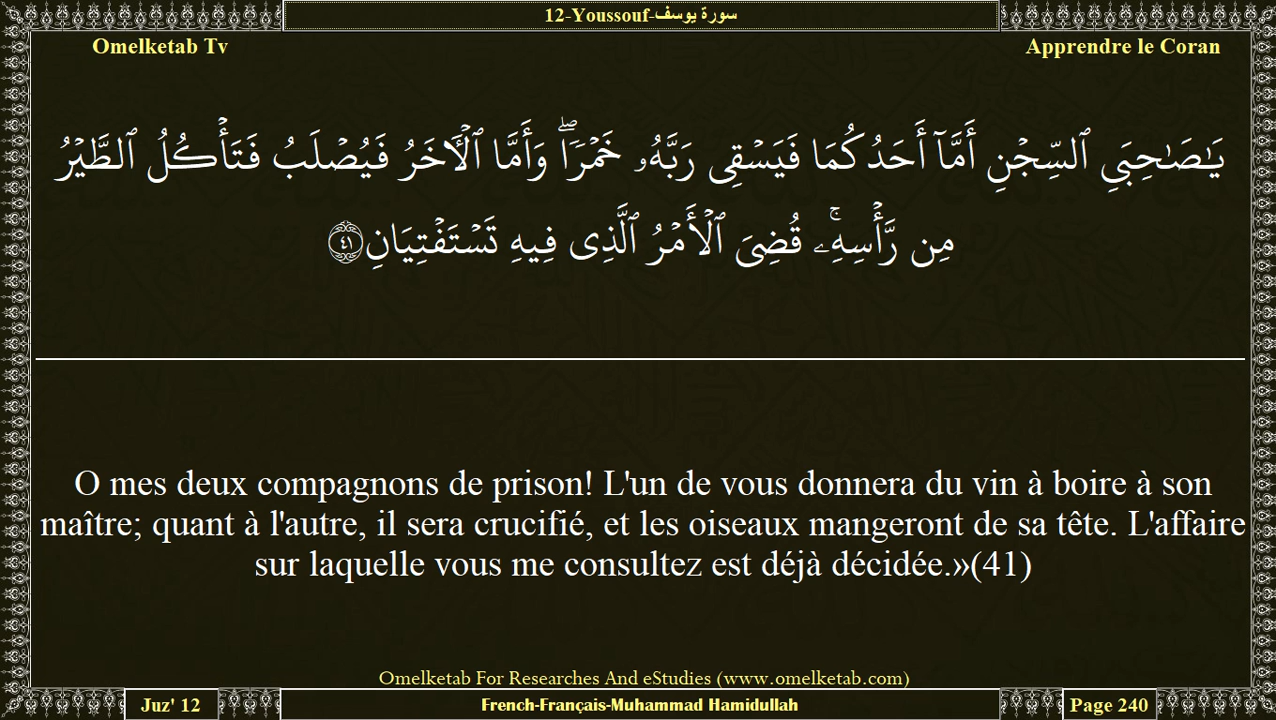 12-Youssouf-سورة يوسف
Omelketab Tv
Apprendre le Coran
يَٰصَٰحِبَىِ ٱلسِّجْنِ أَمَّآ أَحَدُكُمَا فَيَسْقِى رَبَّهُۥ خَمْرًا ۖ وَأَمَّا ٱلْءَاخَرُ فَيُصْلَبُ فَتَأْكُلُ ٱلطَّيْرُ
مِن رَّأْسِهِۦ ۚ قُضِىَ ٱلْأَمْرُ ٱلَّذِى فِيهِ تَسْتَفْتِيَانِ ٤١
O mes deux compagnons de prison! L'un de vous donnera du vin à boire à son
maître; quant à l'autre, il sera crucifié, et les oiseaux mangeront de sa tête. L'affaire
sur laquelle vous me consultez est déjà décidée.»(41)
Omelketab For Researches And eStudies (www.omelketab.com)
Juz' 12
French-Français-Muhammad Hamidullah
Page 240